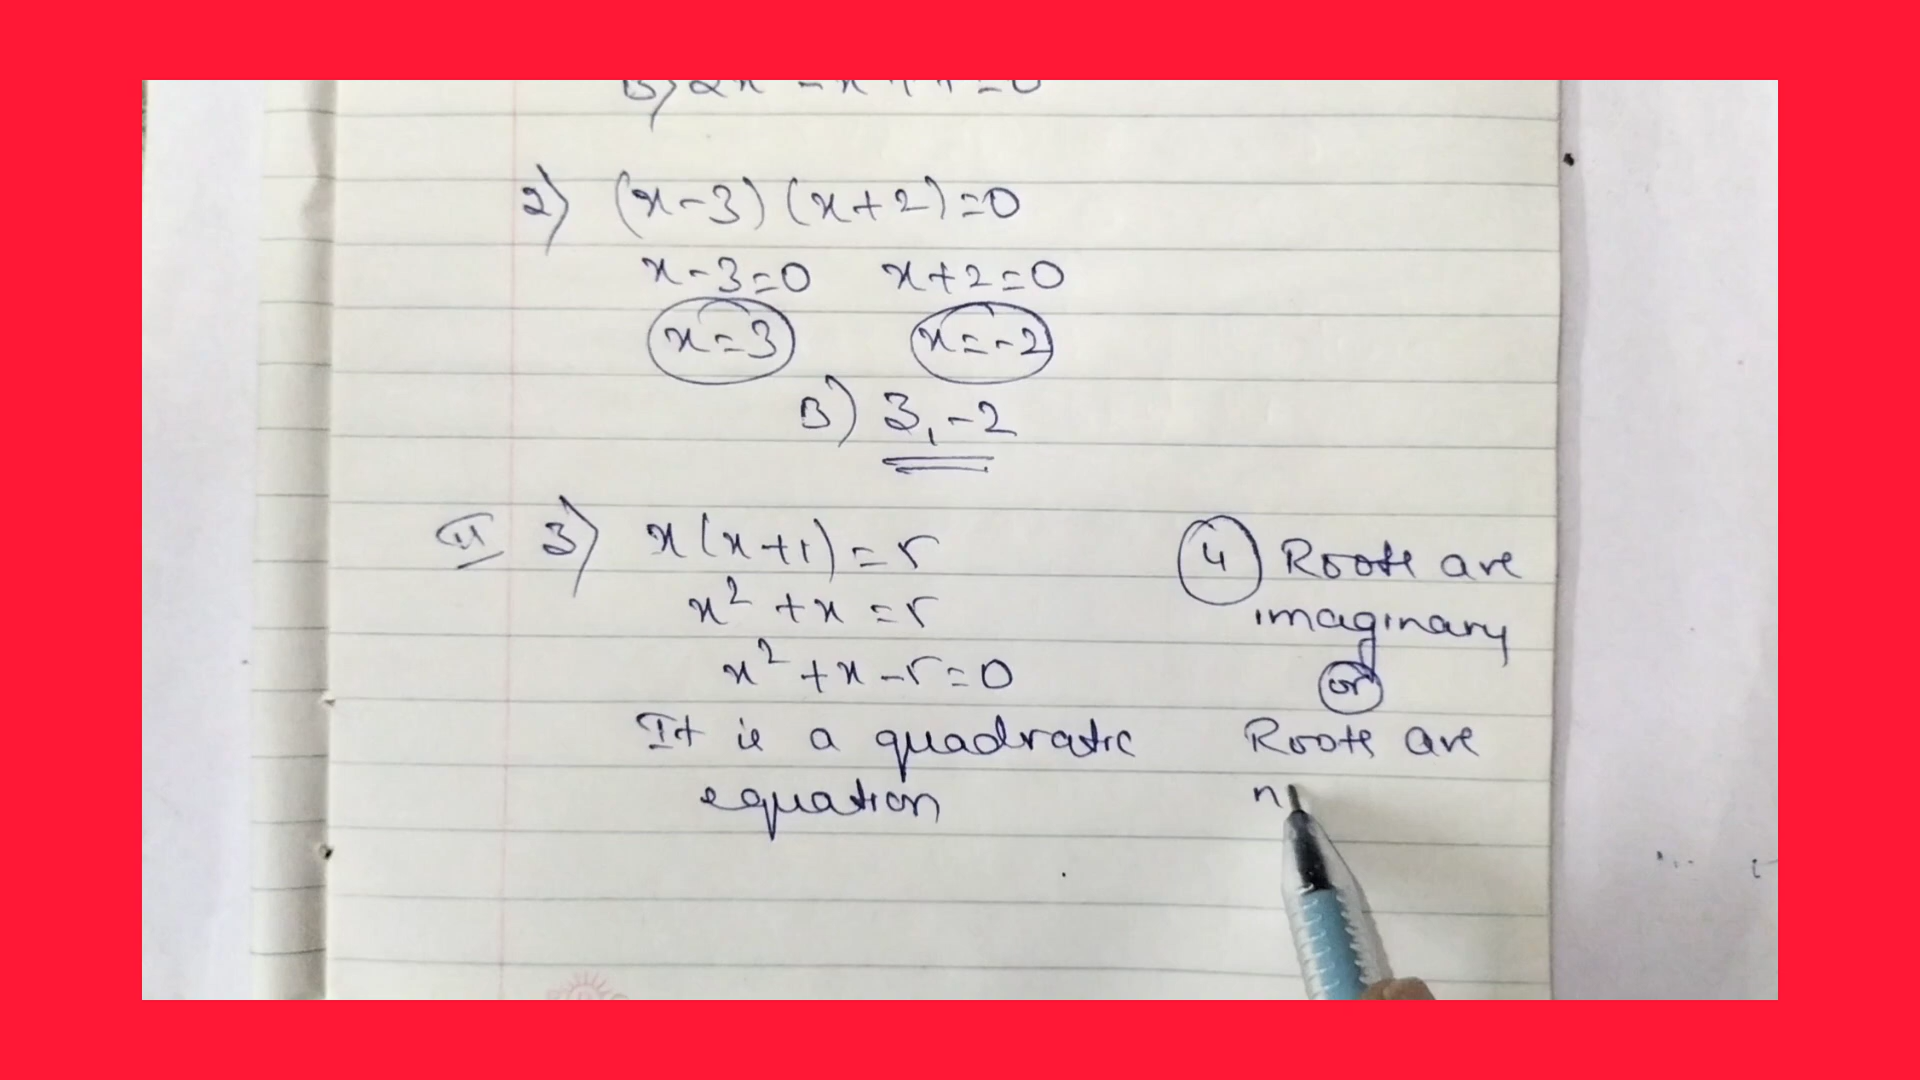 2) (x-3) (x+2)=0
x-3=0 x+2=0
x=3 x=-2
B) 3,-2
II 3) x(x+1)=5
x²+x=5
x²+x-5=0
It is a quadratic
equation
4 Roots are
imaginary
or
Roots are
n